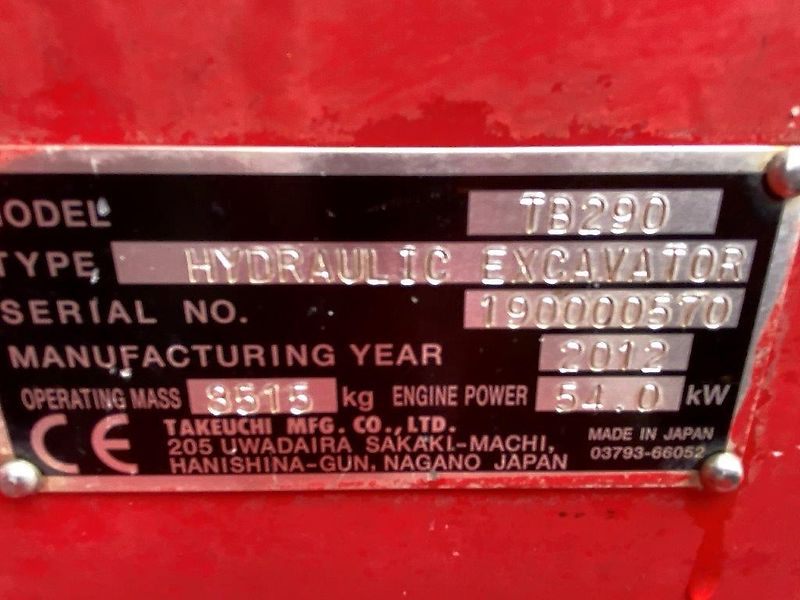 MODEL TB290
TYPE HYDRAULIC EXCAVATOR
SERIAL NO. 190000570
MANUFACTURING YEAR 2012
OPERATING MASS 8515 kg ENGINE POWER 54.0 kW
CE TAKEUCHI MFG. CO.,LTD.
205 UWADAIRA SAKAKI-MACHI,
HANISHINA-GUN, NAGANO JAPAN
MADE IN JAPAN
03793-66052